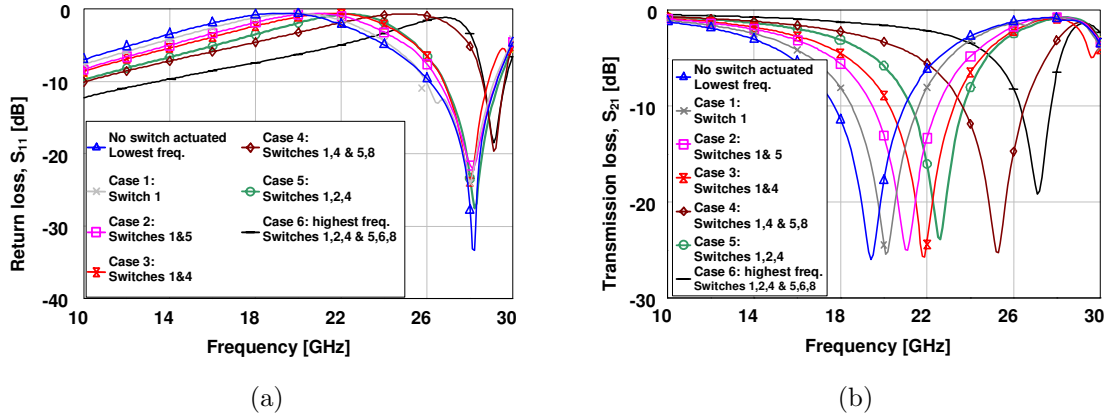 0
-10
-20
-30
-40
Return loss, S11 [dB]
No switch actuated
Lowest freq.
Case 1:
Switch 1
Case 2:
Switches 1&5
Case 3:
Switches 1&4
Case 4:
Switches 1,4 & 5,8
Case 5:
Switches 1,2,4
Case 6: highest freq.
Switches 1,2,4 & 5,6,8
10 14 18 22 26 30
Frequency [GHz]
(a)
0
-10
-20
-30
Transmission loss, S21 [dB]
No switch actuated
Lowest freq.
Case 1:
Switch 1
Case 2:
Switches 1& 5
Case 3:
Switches 1&4
Case 4:
Switches 1,4 & 5,8
Case 5:
Switches 1,2,4
Case 6: highest freq.
Switches 1,2,4 & 5,6,8
10 14 18 22 26 30
Frequency [GHz]
(b)